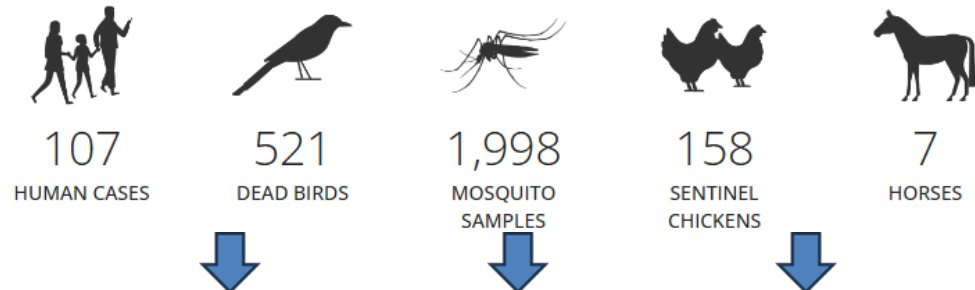 107
HUMAN CASES
521
DEAD BIRDS
1,998
MOSQUITO
SAMPLES
158
SENTINEL
CHICKENS
7
HORSES